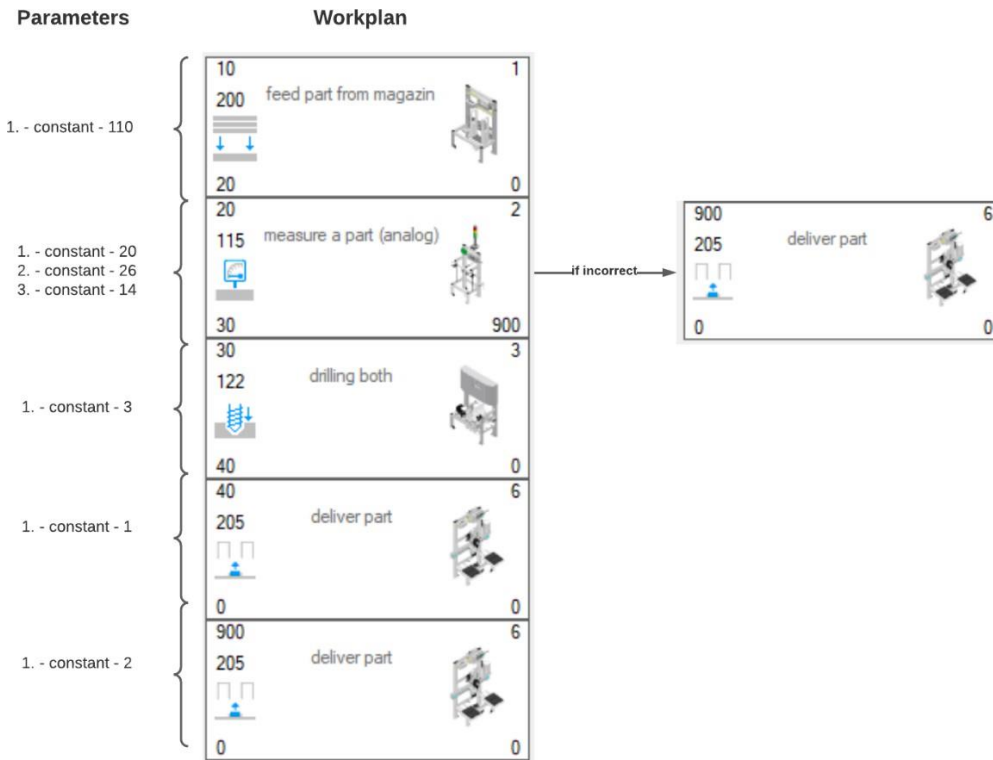 Parameters Workplan
1. - constant - 110
10 1
200 feed part from magazin
20 0
1. - constant - 20
2. - constant - 26
3. - constant - 14
20 2
115 measure a part (analog)
30 900
if incorrect
900 6
205 deliver part
0 0
1. - constant - 3
30 3
122 drilling both
40 0
1. - constant - 1
40 6
205 deliver part
0 0
1. - constant - 2
900 6
205 deliver part
0 0